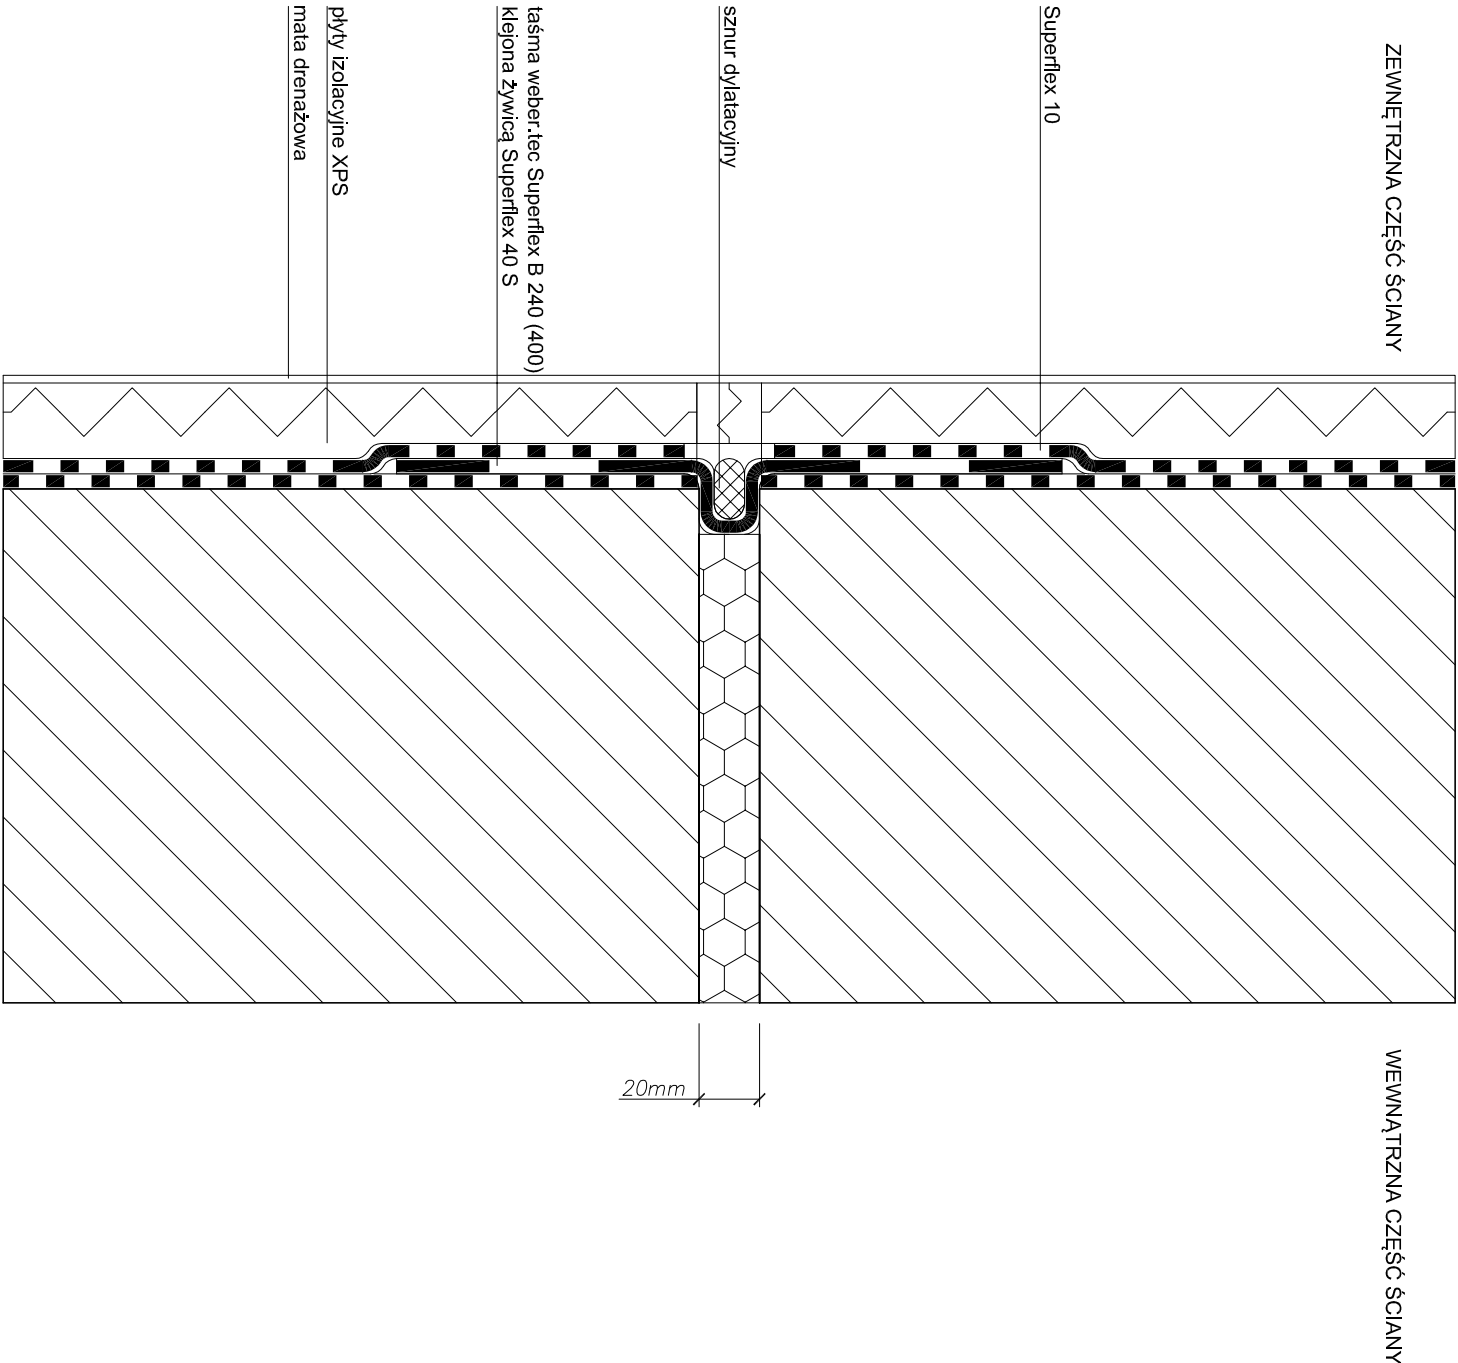 ZEWNĘTRZNA CZĘŚĆ ŚCIANY
WEWNĄTRZNA CZĘŚĆ ŚCIANY
Superflex 10
sznur dylatacyjny
taśma weber.tec Superflex B 240 (400)
klejona żywicą Superflex 40 S
płyty izolacyjne XPS
mata drenażowa
20mm